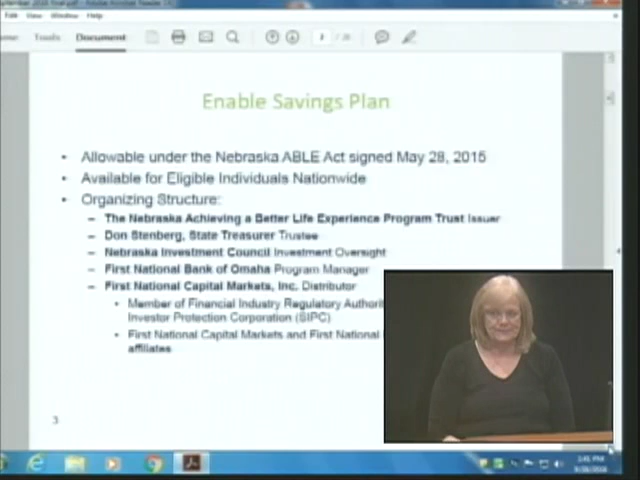 Edit View Window Help
Tools Document
Enable Savings Plan
• Allowable under the Nebraska ABLE Act signed May 28, 2015
• Available for Eligible Individuals Nationwide
• Organizing Structure:
– The Nebraska Achieving a Better Life Experience Program Trust Issuer
– Don Stenberg, State Treasurer Trustee
– Nebraska Investment Council Investment Oversight
– First National Bank of Omaha Program Manager
– First National Capital Markets, Inc. Distributor
• Member of Financial Industry Regulatory
Investor Protection Corporation (SIPC)
• First National Capital Markets and First National
affiliates
3